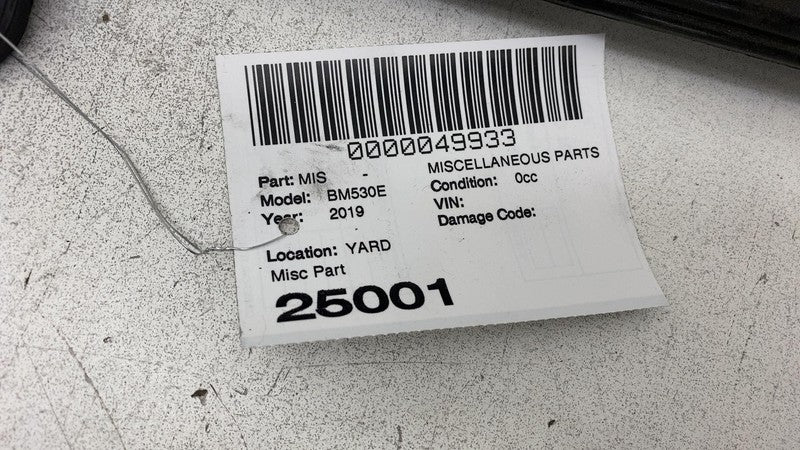 0000049933
Part: MIS -
MISCELLANEOUS PARTS
Model: BM530E
Condition: 0cc
Year: 2019
VIN:
Damage Code:
Location: YARD
Misc Part
25001